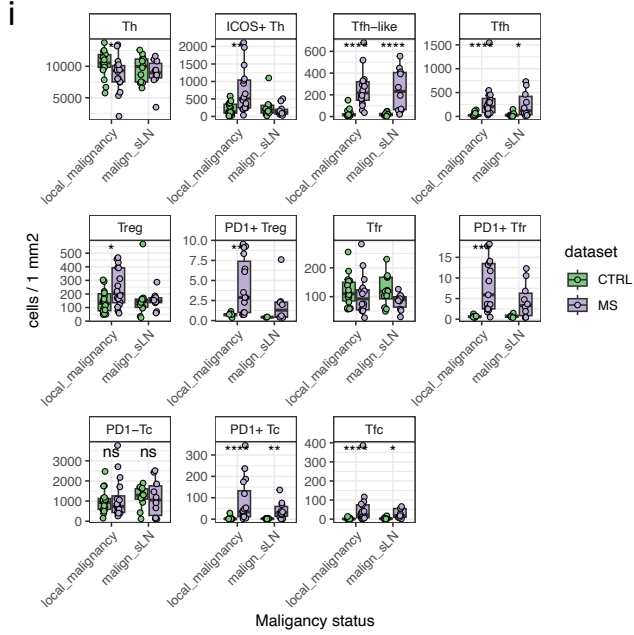 i
Th
ICOS+ Th
Tfh−like
Tfh
10000
5000
*
2000
1500
1000
500
0
**
600
400
200
0
**** ****
1500
1000
500
0
**** *
local_malignancy
malign_sLN
local_malignancy
malign_sLN
local_malignancy
malign_sLN
local_malignancy
malign_sLN
cells / 1 mm2
Treg
PD1+ Treg
Tfr
PD1+ Tfr
500
400
300
200
100
0
*
10.0
7.5
5.0
2.5
0.0
200
100
15
10
5
0
local_malignancy
malign_sLN
local_malignancy
malign_sLN
local_malignancy
malign_sLN
local_malignancy
malign_sLN
dataset
CTRL
MS
PD1−Tc
PD1+ Tc
Tfc
3000
2000
1000
0
ns ns
300
200
100
0
**** **
400
300
200
100
0
**** *
local_malignancy
malign_sLN
local_malignancy
malign_sLN
local_malignancy
malign_sLN
Maligancy status